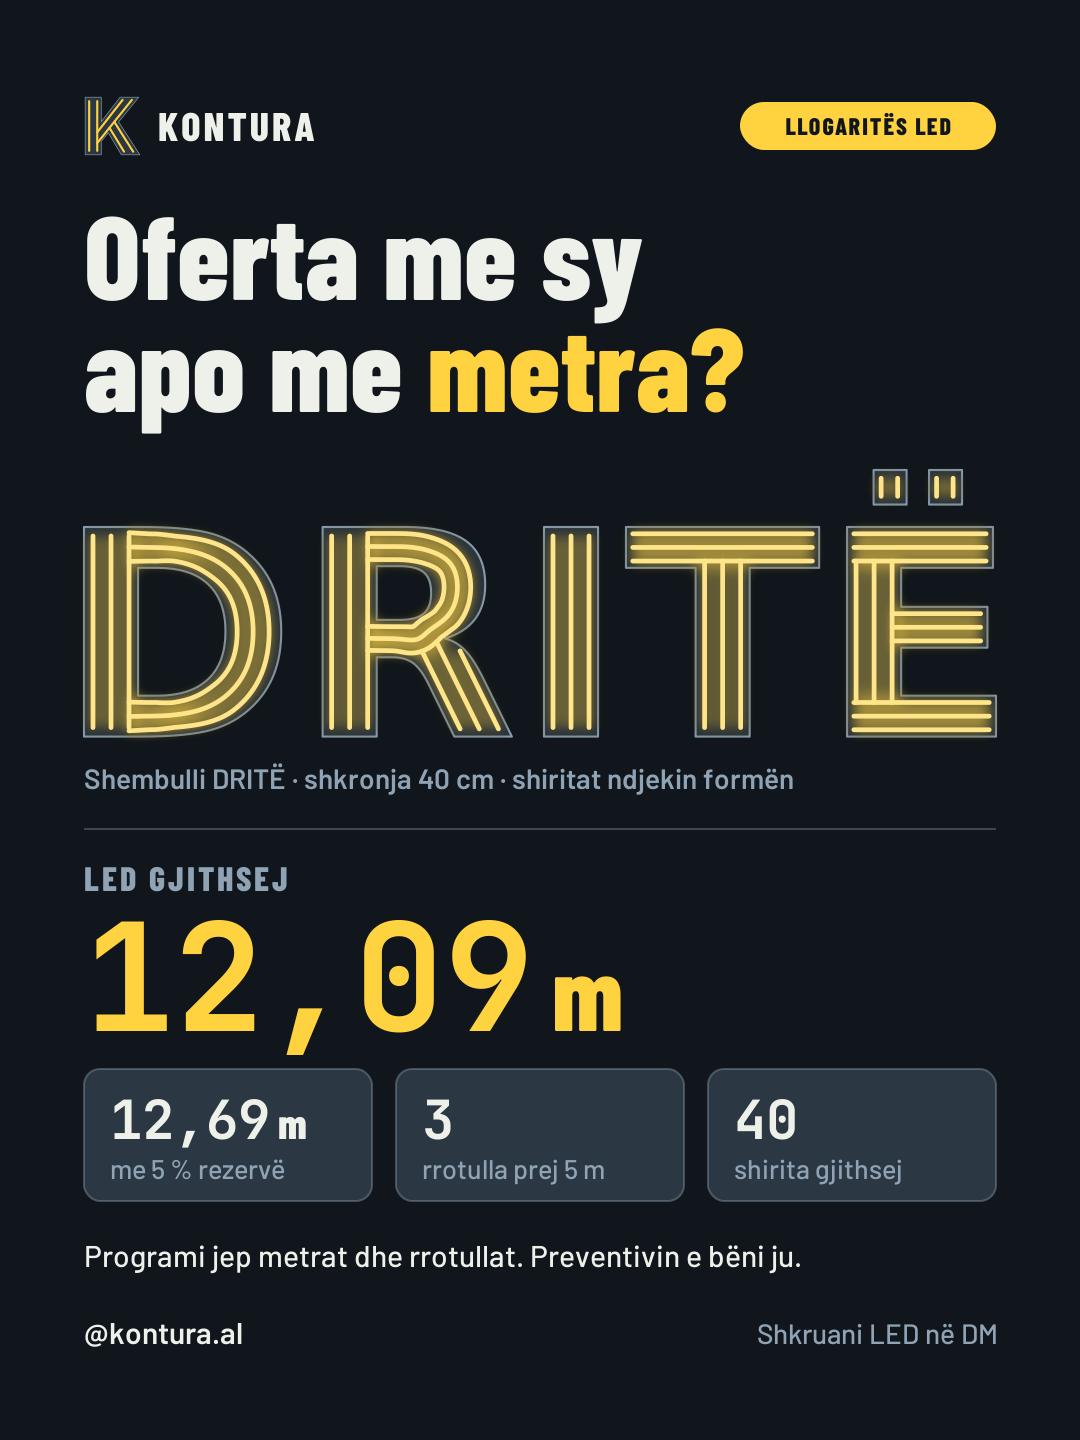 K KONTURA
LLOGARITËS LED
Oferta me sy
apo me metra?
DRITË
Shembulli DRITË · shkronja 40 cm · shiritat ndjekin formën
LED GJITHSEJ
12,09 m
12,69 m
me 5 % rezervë
3
rrotulla prej 5 m
40
shirita gjithsej
Programi jep metrat dhe rrotullat. Preventivin e bëni ju.
@kontura.al
Shkruani LED në DM